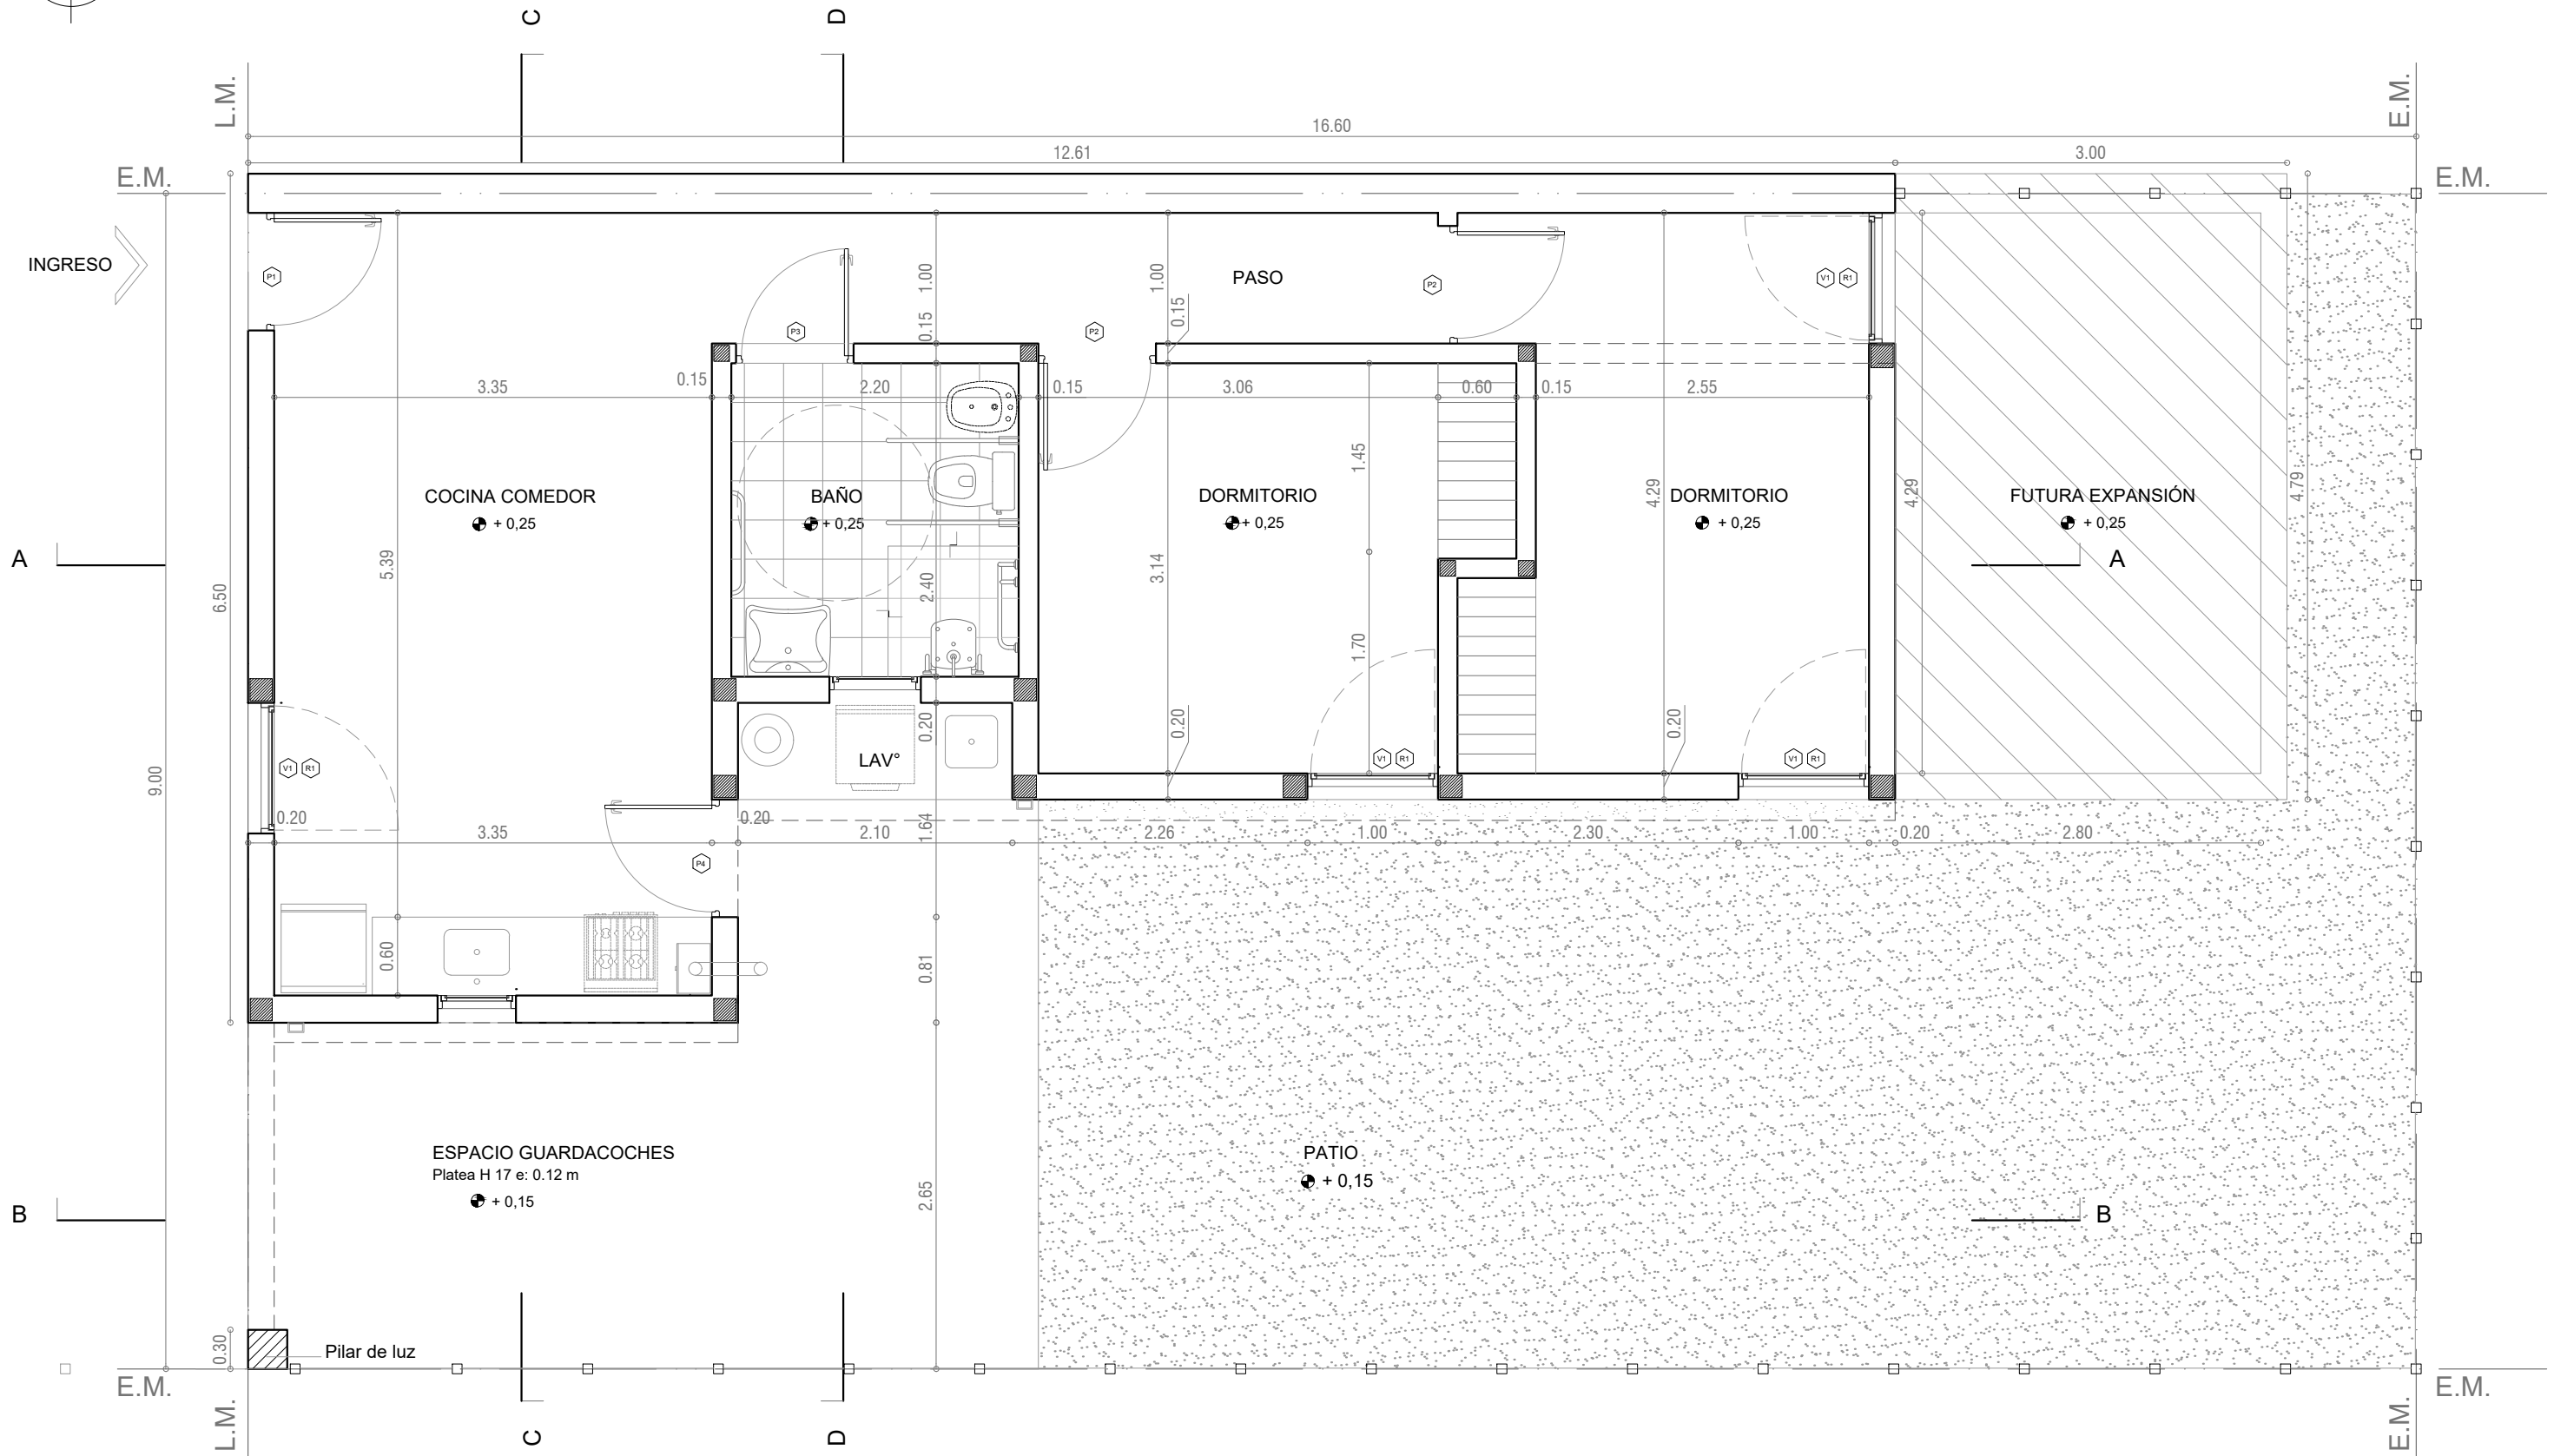 C
D
L.M.
E.M.
16.60
12.61
3.00
E.M.
E.M.
INGRESO
P1
1.00
1.00
PASO
P2
V1
R1
0.15
0.15
P3
P2
3.35
0.15
2.20
0.15
3.06
0.60
0.15
2.55
1.45
COCINA COMEDOR
+ 0,25
BAÑO
+ 0,25
DORMITORIO
+ 0,25
4.29
DORMITORIO
+ 0,25
4.29
FUTURA EXPANSIÓN
+ 0,25
4.79
A
A
5.39
6.50
2.40
3.14
1.70
9.00
0.20
0.20
0.20
LAV°
V1
R1
V1
R1
V1
R1
0.20
3.35
0.20
2.10
1.64
2.26
1.00
2.30
1.00
0.20
2.80
P4
0.60
0.81
ESPACIO GUARDACOCHES
Platea H 17 e: 0.12 m
+ 0,15
2.65
PATIO
+ 0,15
B
B
0.30
Pilar de luz
E.M.
E.M.
L.M.
C
D
E.M.